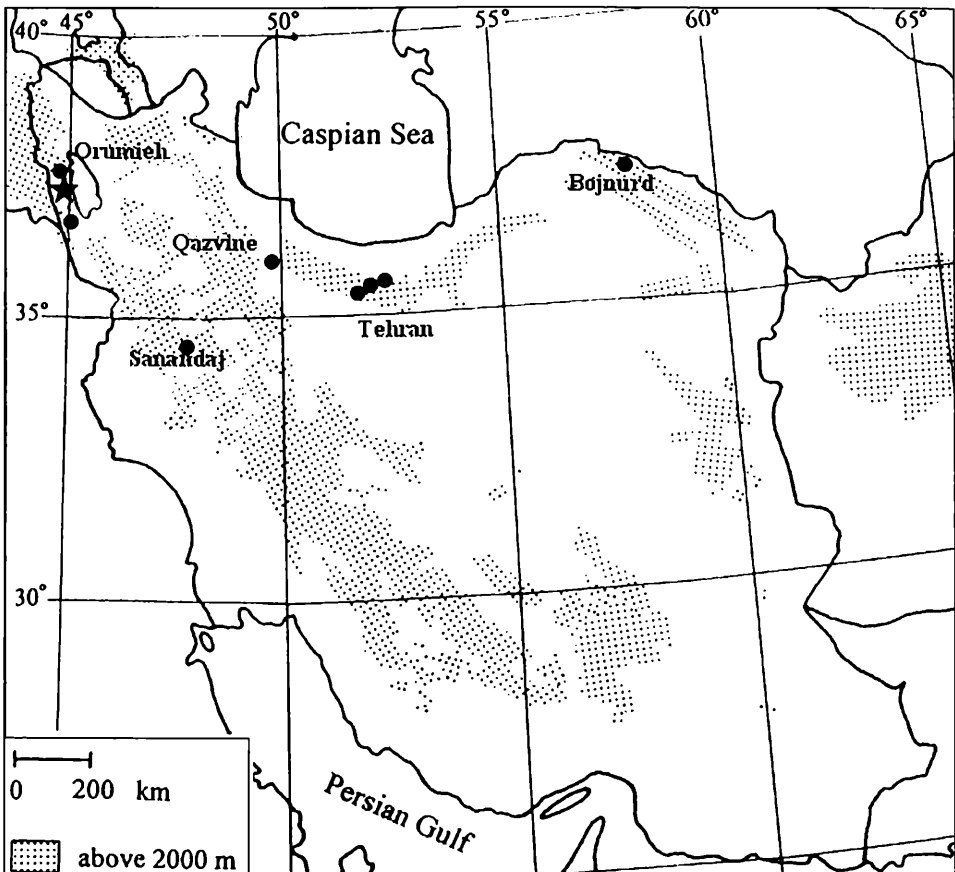 40° 45° 50° 55° 60° 65°
Caspian Sea
Orumieh
Bojnurd
Qazvine
35°
Tehran
Sanandaj
30°
0 200 km
Persian Gulf
above 2000 m